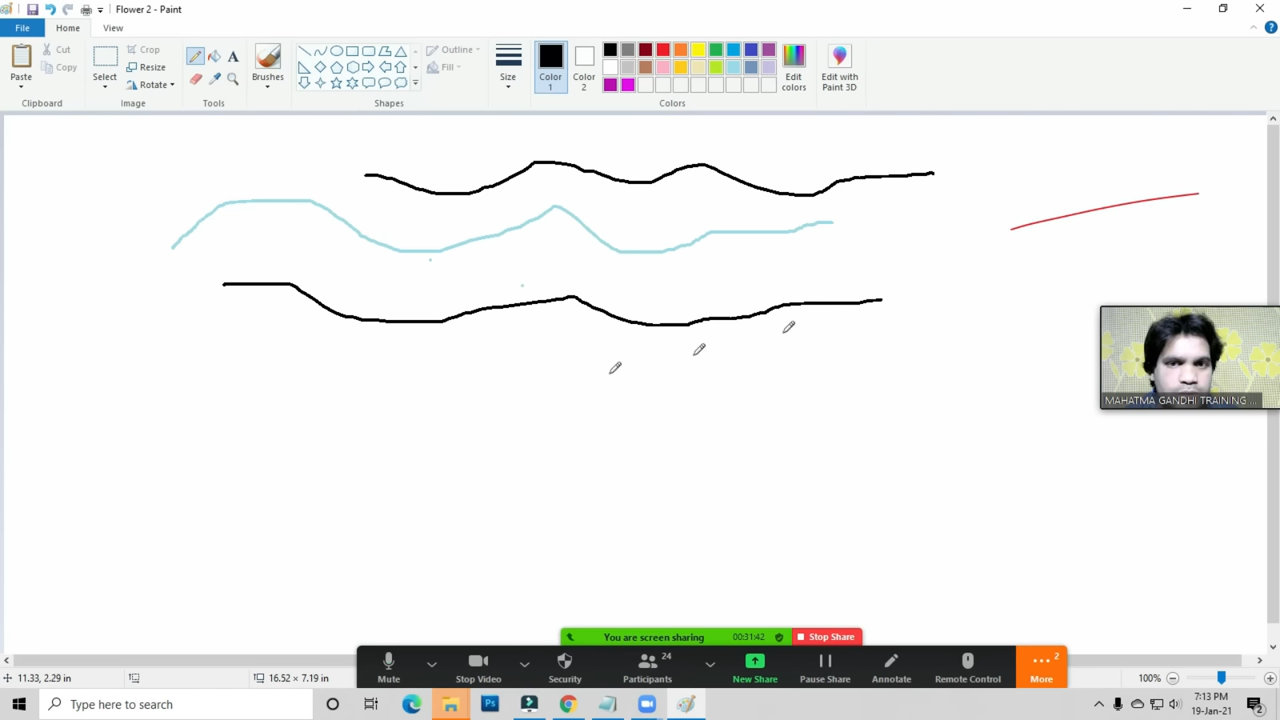 Flower 2 - Paint
File Home View
Paste Cut Copy Clipboard
Select Crop Resize Rotate Image
A Tools
Brushes
Shapes Outline Fill
Size
Color 1
Color 2
Colors
Edit colors
Edit with Paint 3D
MAHATMA GANDHI TRAINING ...
You are screen sharing 00:31:42 Stop Share
Mute Stop Video Security Participants 24 New Share Pause Share Annotate Remote Control More 2
11.33, 2.29 in 16.52 × 7.19 in 100%
Type here to search Ps 7:13 PM
19-Jan-21 2